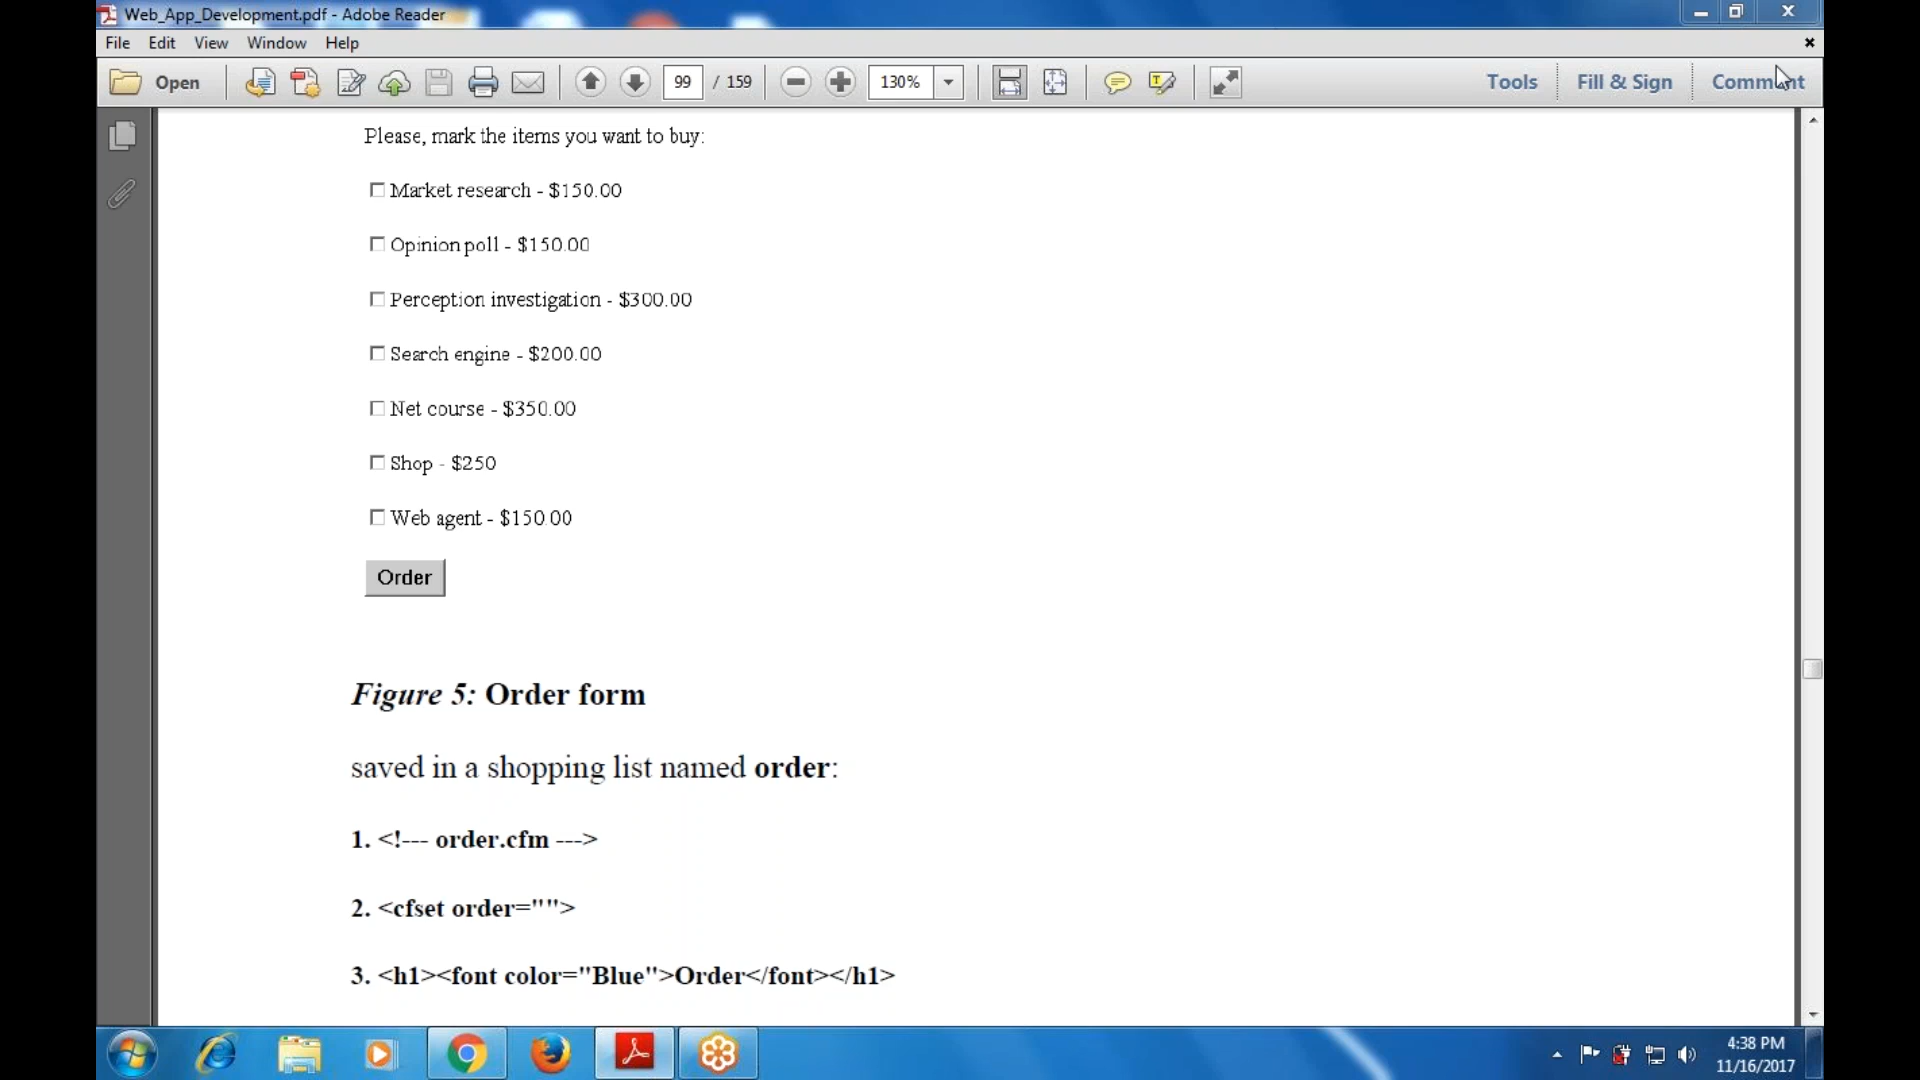 Web_App_Development.pdf - Adobe Reader
File Edit View Window Help
Open 99 / 159 130% Tools Fill & Sign Comment
Please, mark the items you want to buy:
Market research - $150.00
Opinion poll - $150.00
Perception investigation - $300.00
Search engine - $200.00
Net course - $350.00
Shop - $250
Web agent - $150.00
Order
Figure 5: Order form
saved in a shopping list named order:
1. <!--- order.cfm --->
2. <cfset order="">
3. <h1><font color="Blue">Order</font></h1>
4:38 PM
11/16/2017